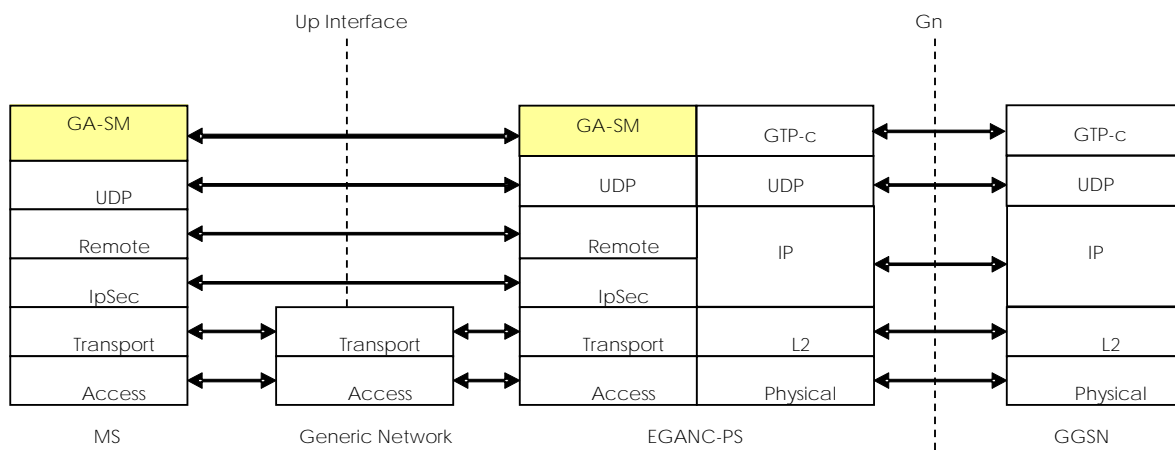 Up Interface Gn
GA-SM GA-SM GTP-c GTP-c
UDP UDP UDP UDP
Remote Remote IP IP
IpSec IpSec
Transport Transport Transport L2 L2
Access Access Access Physical Physical
MS Generic Network EGANC-PS GGSN